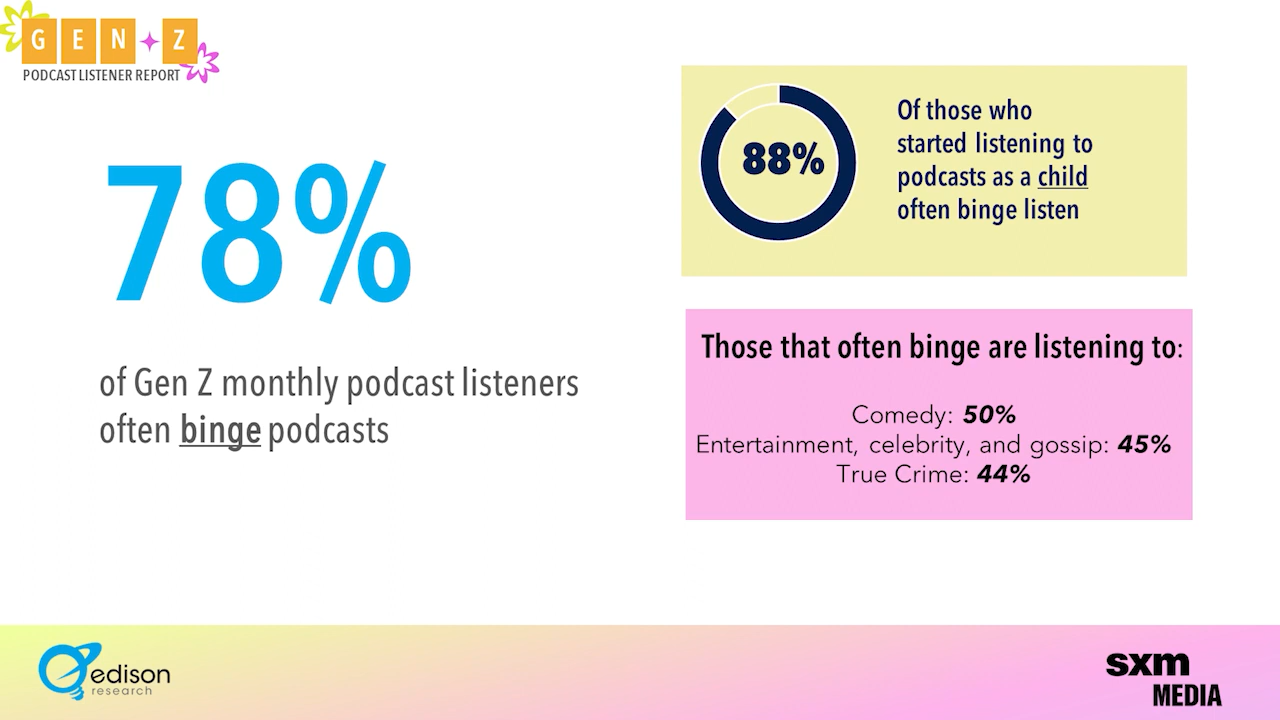 GEN Z
PODCAST LISTENER REPORT
78%
of Gen Z monthly podcast listeners
often binge podcasts
88%
Of those who
started listening to
podcasts as a child
often binge listen
Those that often binge are listening to:
Comedy: 50%
Entertainment, celebrity, and gossip: 45%
True Crime: 44%
edison
research
sxm
MEDIA